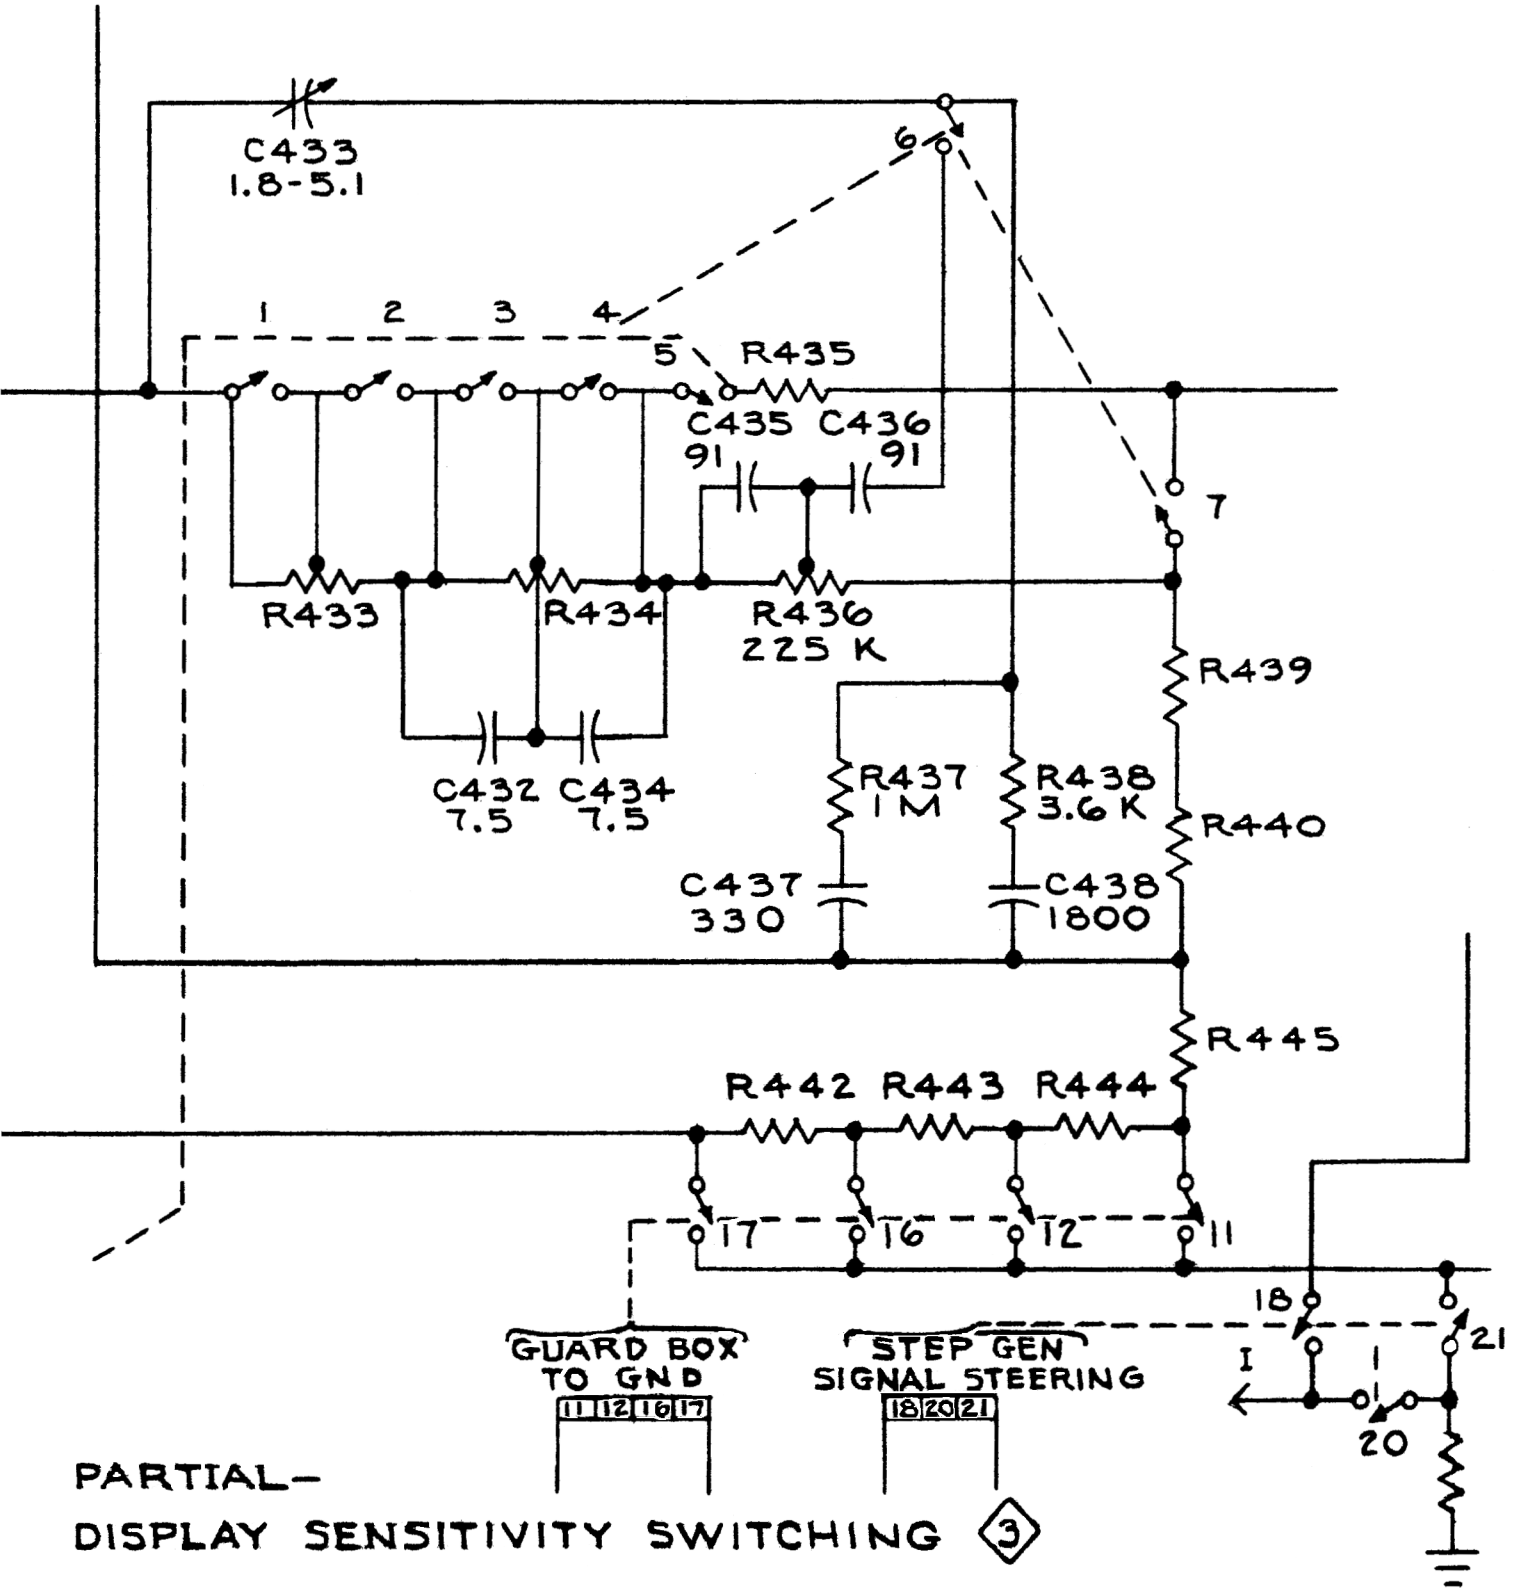 C433
1.8-5.1
6
1 2 3 4
5 R435
C435 C436
91 91
7
R433 R434 R436
225 K
R439
C432 C434
7.5 7.5
R437
1 M
R438
3.6 K
R440
C437
330
C438
1800
R445
R442 R443 R444
17 16 12 11
18
21
GUARD BOX
TO GND
11 12 16 17
STEP GEN
SIGNAL STEERING
18 20 21
I
20
PARTIAL-
DISPLAY SENSITIVITY SWITCHING 3